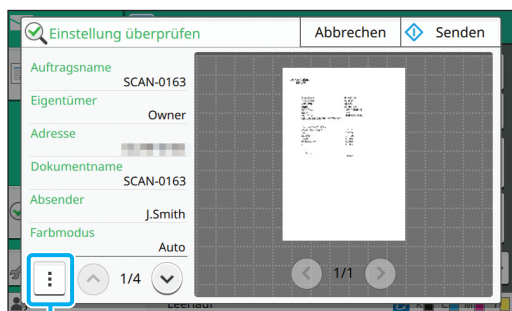 Einstellung überprüfen
Abbrechen
Senden
Auftragsname
SCAN-0163
Eigentümer
Owner
Adresse
Dokumentname
SCAN-0163
Absender
J.Smith
Farbmodus
Auto
1/4
1/1
Leerlauf